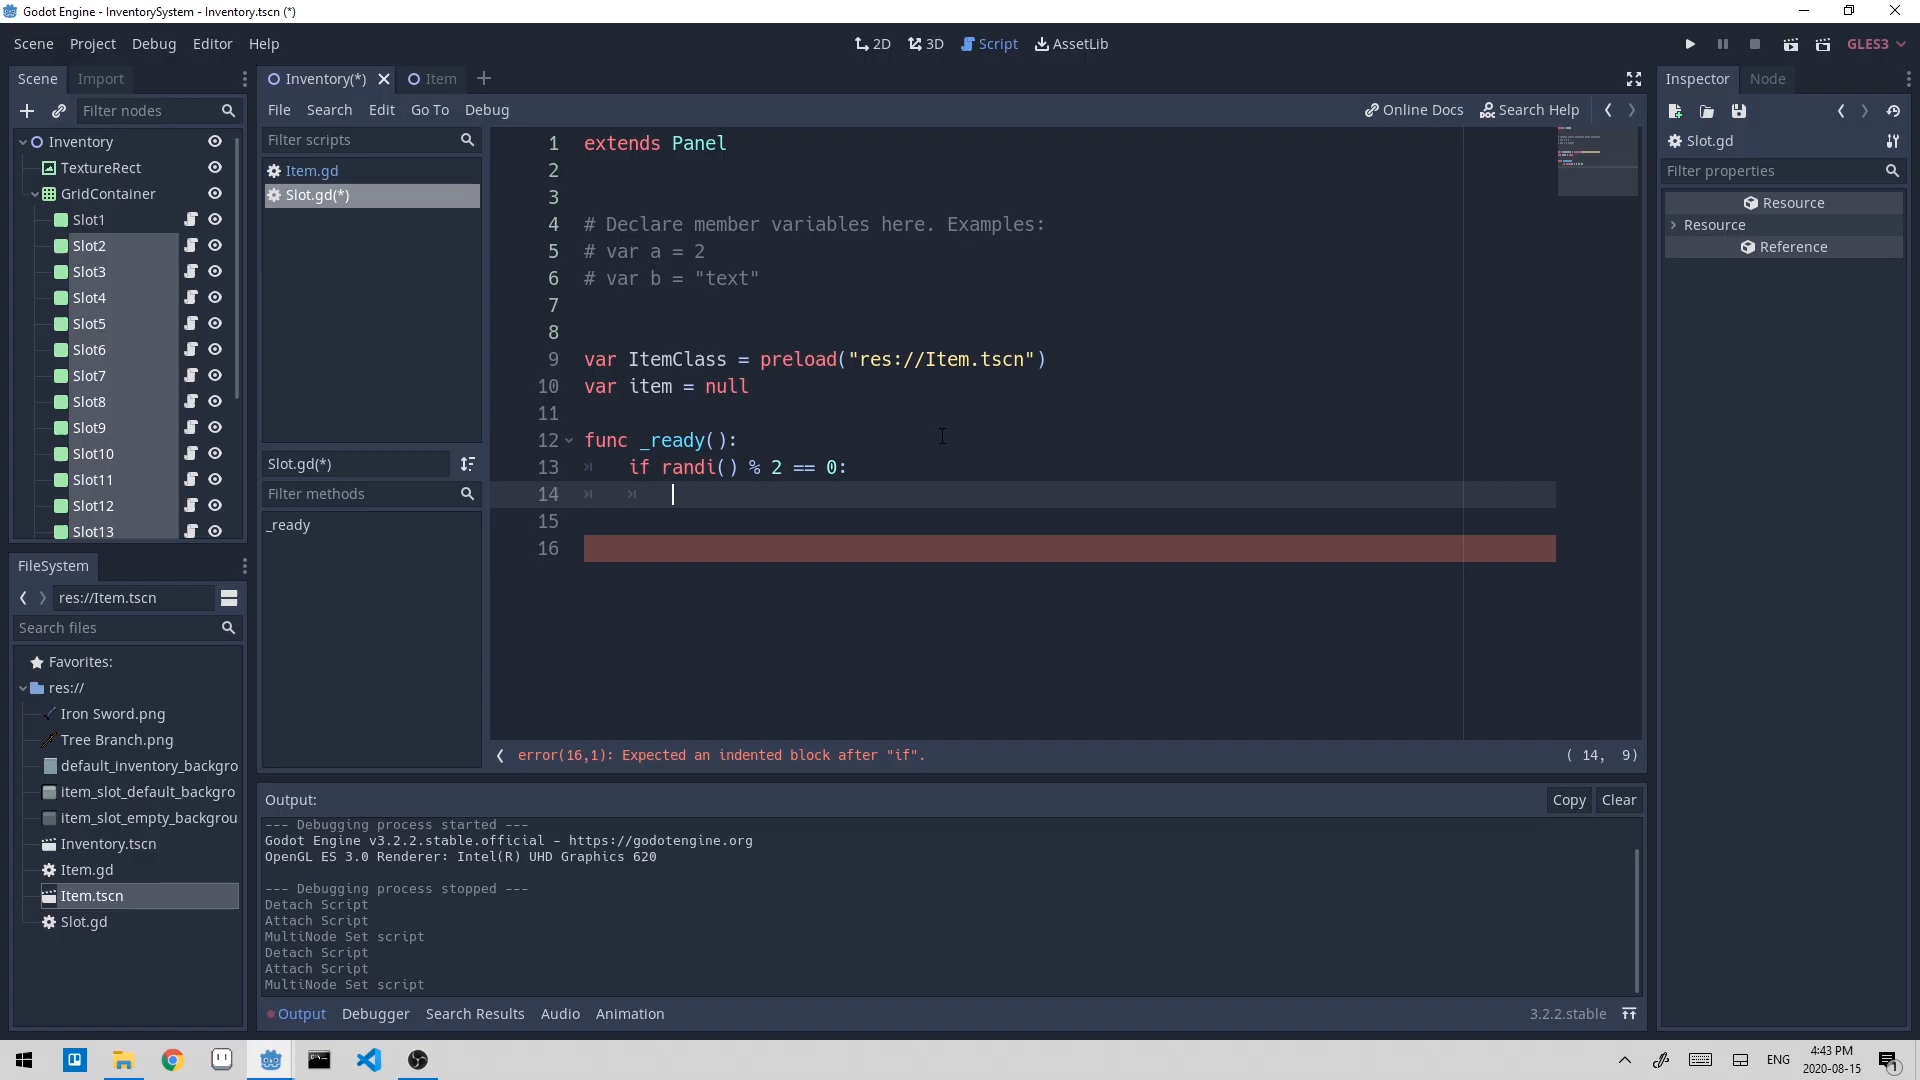 Godot Engine - InventorySystem - Inventory.tscn (*)
Scene Project Debug Editor Help
2D 3D Script AssetLib
GLES3
Scene Import
Inventory(*) Item
Inspector Node
Filter nodes
File Search Edit Go To Debug
Online Docs Search Help
Inventory
TextureRect
GridContainer
Slot1
Slot2
Slot3
Slot4
Slot5
Slot6
Slot7
Slot8
Slot9
Slot10
Slot11
Slot12
Slot13
Filter scripts
Item.gd
Slot.gd(*)
Slot.gd(*)
Filter methods
_ready
1 extends Panel
2
3
4 # Declare member variables here. Examples:
5 # var a = 2
6 # var b = "text"
7
8
9 var ItemClass = preload("res://Item.tscn")
10 var item = null
11
12 func _ready():
13 if randi() % 2 == 0:
14
15
16
error(16,1): Expected an indented block after "if".
( 14, 9)
Slot.gd
Filter properties
Resource
Resource
Reference
FileSystem
res://Item.tscn
Search files
Favorites:
res://
Iron Sword.png
Tree Branch.png
default_inventory_backgro
item_slot_default_backgro
item_slot_empty_backgrou
Inventory.tscn
Item.gd
Item.tscn
Slot.gd
Output:
Copy Clear
--- Debugging process started ---
Godot Engine v3.2.2.stable.official - https://godotengine.org
OpenGL ES 3.0 Renderer: Intel(R) UHD Graphics 620
--- Debugging process stopped ---
Detach Script
Attach Script
MultiNode Set script
Detach Script
Attach Script
MultiNode Set script
Output Debugger Search Results Audio Animation
3.2.2.stable
ENG
4:43 PM
2020-08-15
1